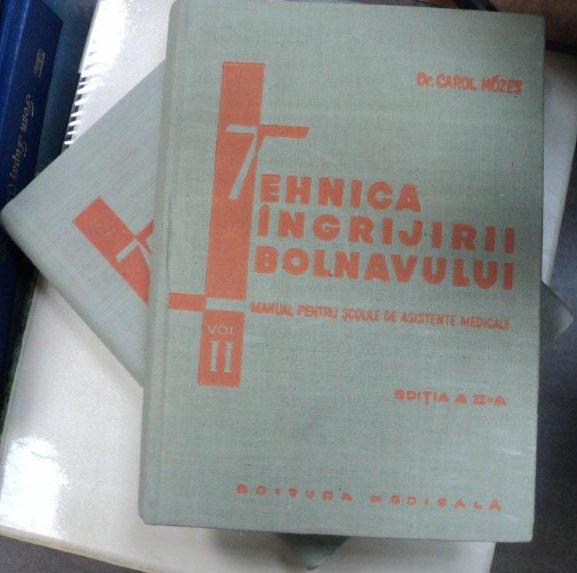 Dr. CAROL MÓZES
TEHNICA
ÎNGRIJIRII
BOLNAVULUI
MANUAL PENTRU ȘCOLILE DE ASISTENTE MEDICALE
VOL
II
EDIȚIA A II-A
EDITURA MEDICALĂ